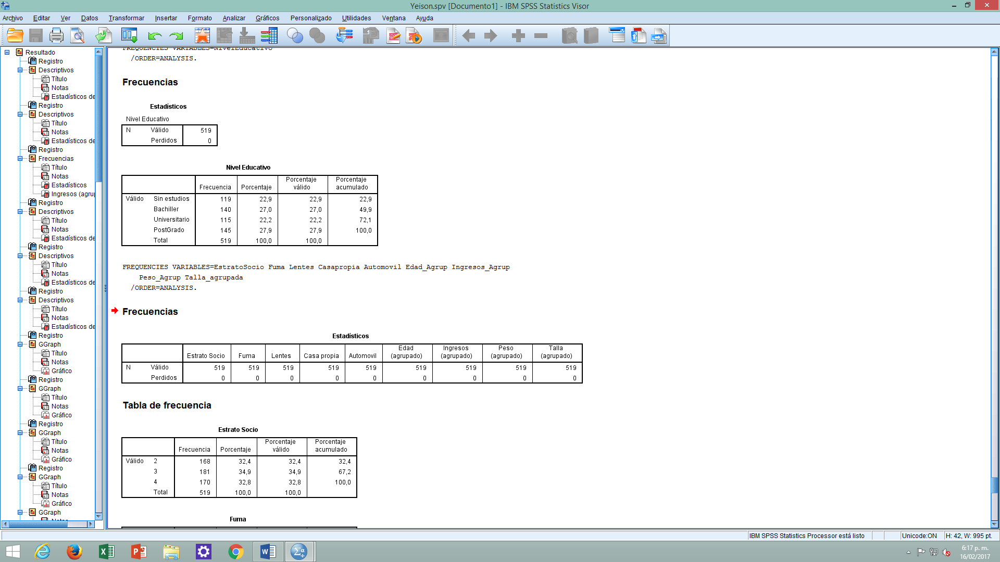 Yeison.spv [Documento1] - IBM SPSS Statistics Visor
Archivo Editar Ver Datos Transformar Insertar Formato Analizar Gráficos Personalizado Utilidades Ventana Ayuda
Resultado
Registro
Descriptivos
Título
Notas
Estadísticos de
Registro
Descriptivos
Título
Notas
Estadísticos de
Registro
Frecuencias
Título
Notas
Estadísticos
Ingresos (agrup
Registro
Descriptivos
Título
Notas
Estadísticos de
Registro
Descriptivos
Título
Notas
Estadísticos de
Registro
Descriptivos
Título
Notas
Estadísticos de
Registro
GGraph
Título
Notas
Gráfico
Registro
GGraph
Título
Notas
Gráfico
Registro
GGraph
Título
Notas
Gráfico
Registro
GGraph
Título
Notas
Gráfico
GGraph
Notas
FREQUENCIES VARIABLES=NivelEducativo
/ORDER=ANALYSIS.
Frecuencias
Estadísticos
Nivel Educativo
N Válido 519
Perdidos 0
Nivel Educativo
Frecuencia Porcentaje Porcentaje válido Porcentaje acumulado
Válido Sin estudios 119 22,9 22,9 22,9
Bachiller 140 27,0 27,0 49,9
Universitario 115 22,2 22,2 72,1
PostGrado 145 27,9 27,9 100,0
Total 519 100,0 100,0
FREQUENCIES VARIABLES=EstratoSocio Fuma Lentes Casapropia Automovil Edad_Agrup Ingresos_Agrup
Peso_Agrup Talla_agrupada
/ORDER=ANALYSIS.
Frecuencias
Estadísticos
Estrato Socio Fuma Lentes Casa propia Automovil Edad (agrupado) Ingresos (agrupado) Peso (agrupado) Talla (agrupado)
N Válido 519 519 519 519 519 519 519 519 519
Perdidos 0 0 0 0 0 0 0 0 0
Tabla de frecuencia
Estrato Socio
Frecuencia Porcentaje Porcentaje válido Porcentaje acumulado
Válido 2 168 32,4 32,4 32,4
3 181 34,9 34,9 67,2
4 170 32,8 32,8 100,0
Total 519 100,0 100,0
Fuma
IBM SPSS Statistics Processor está listo Unicode:ON H: 42, W: 995 pt.
6:17 p. m.
16/02/2017